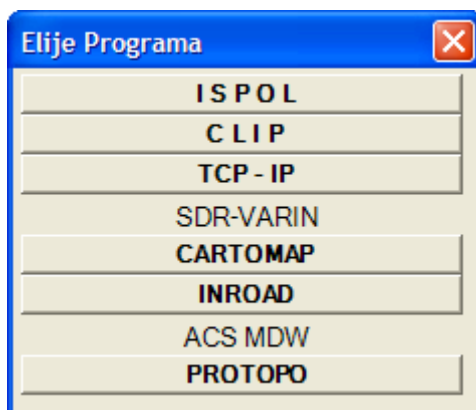 Elije Programa
I S P O L
C L I P
TCP - IP
SDR-VARIN
CARTOMAP
INROAD
ACS MDW
PROTOPO